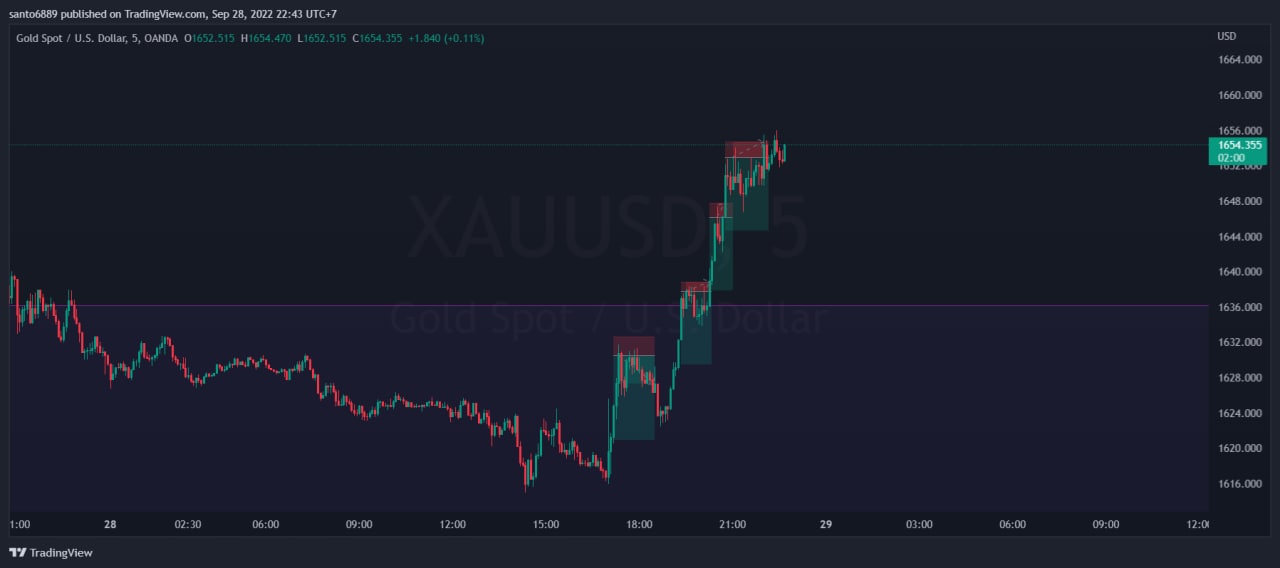 santo6889 published on TradingView.com, Sep 28, 2022 22:43 UTC+7
Gold Spot / U.S. Dollar, 5, OANDA O1652.515 H1654.470 L1652.515 C1654.355 +1.840 (+0.11%)
USD
1664.000
1660.000
1656.000
1654.355
02:00
1652.000
1648.000
1644.000
1640.000
1636.000
1632.000
1628.000
1624.000
1620.000
1616.000
XAUUSD, 5
Gold Spot / U.S. Dollar
1:00 28 02:30 06:00 09:00 12:00 15:00 18:00 21:00 29 03:00 06:00 09:00 12:00
TradingView